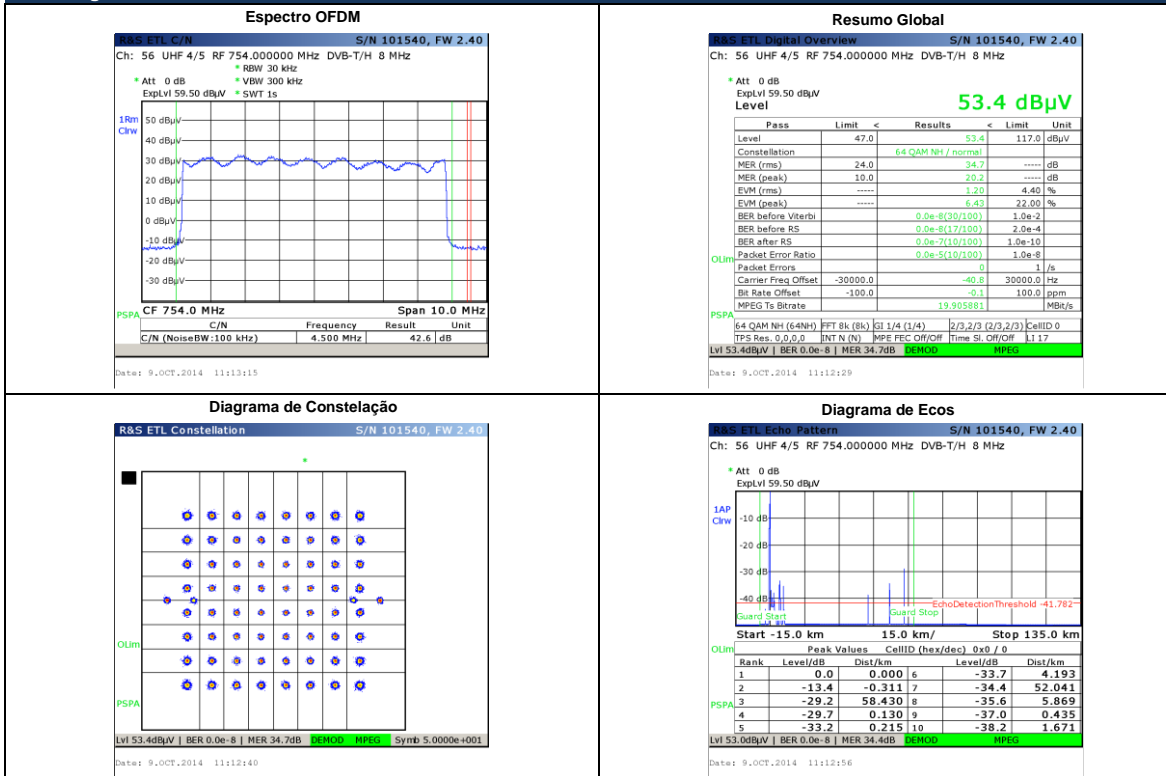 Espectro OFDM
R&S ETL C/N S/N 101540, FW 2.40
Ch: 56 UHF 4/5 RF 754.000000 MHz DVB-T/H 8 MHz
* RBW 30 kHz
* Att 0 dB * VBW 300 kHz
ExpLvl 59.50 dBµV * SWT 1s
1Rm
Clrw
50 dBµV
40 dBµV
30 dBµV
20 dBµV
10 dBµV
0 dBµV
-10 dBµV
-20 dBµV
-30 dBµV
PSPA
CF 754.0 MHz Span 10.0 MHz
C/N Frequency Result Unit
C/N (NoiseBW:100 kHz) 4.500 MHz 42.6 dB
Date: 9.OCT.2014 11:13:15
Resumo Global
R&S ETL Digital Overview S/N 101540, FW 2.40
Ch: 56 UHF 4/5 RF 754.000000 MHz DVB-T/H 8 MHz
* Att 0 dB
ExpLvl 59.50 dBµV
Level 53.4 dBµV
Pass Limit < Results < Limit Unit
Level 47.0 53.4 117.0 dBµV
Constellation 64 QAM NH / normal
MER (rms) 24.0 34.7 ----- dB
MER (peak) 10.0 20.2 ----- dB
EVM (rms) ----- 1.20 4.40 %
EVM (peak) ----- 6.43 22.00 %
BER before Viterbi 0.0e-8(30/100) 1.0e-2
BER before RS 0.0e-8(17/100) 2.0e-4
BER after RS 0.0e-7(10/100) 1.0e-10
Packet Error Ratio 0.0e-5(10/100) 1.0e-8
OLim
Packet Errors 0 1 /s
Carrier Freq Offset -30000.0 -40.8 30000.0 Hz
Bit Rate Offset -100.0 -0.1 100.0 ppm
MPEG Ts Bitrate 19.905881 MBit/s
PSPA
64 QAM NH (64NH) FFT 8k (8k) GI 1/4 (1/4) 2/3,2/3 (2/3,2/3) CellID 0
TPS Res. 0,0,0,0 INT N (N) MPE FEC Off/Off Time Sl. Off/Off LI 17
Lvl 53.4dBµV | BER 0.0e-8 | MER 34.7dB DEMOD MPEG
Date: 9.OCT.2014 11:12:29
Diagrama de Constelação
R&S ETL Constellation S/N 101540, FW 2.40
*
OLim
PSPA
Lvl 53.4dBµV | BER 0.0e-8 | MER 34.7dB DEMOD MPEG Symb 5.0000e+001
Date: 9.OCT.2014 11:12:40
Diagrama de Ecos
R&S ETL Echo Pattern S/N 101540, FW 2.40
Ch: 56 UHF 4/5 RF 754.000000 MHz DVB-T/H 8 MHz
* Att 0 dB
ExpLvl 59.50 dBµV
1AP
Clrw
-10 dB
-20 dB
-30 dB
-40 dB
EchoDetectionThreshold -41.782
Guard Start Guard Stop
Start -15.0 km 15.0 km/ Stop 135.0 km
OLim
Peak Values CellID (hex/dec) 0x0 / 0
Rank Level/dB Dist/km Level/dB Dist/km
1 0.0 0.000 6 -33.7 4.193
2 -13.4 -0.311 7 -34.4 52.041
PSPA
3 -29.2 58.430 8 -35.6 5.869
4 -29.7 0.130 9 -37.0 0.435
5 -33.2 0.215 10 -38.2 1.671
Lvl 53.0dBµV | BER 0.0e-8 | MER 34.4dB DEMOD MPEG
Date: 9.OCT.2014 11:12:56